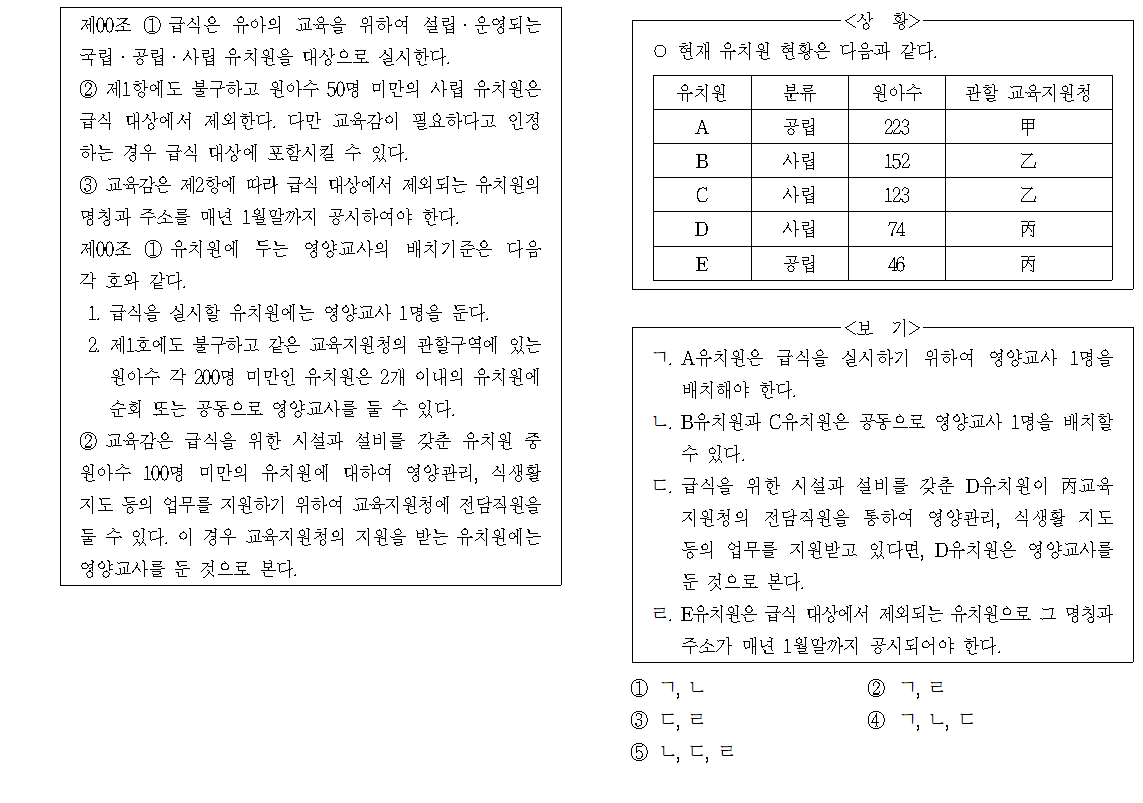 제00조 ① 급식은 유아의 교육을 위하여 설립·운영되는
국립·공립·사립 유치원을 대상으로 실시한다.
② 제1항에도 불구하고 원아수 50명 미만의 사립 유치원은
급식 대상에서 제외한다. 다만 교육감이 필요하다고 인정
하는 경우 급식 대상에 포함시킬 수 있다.
③ 교육감은 제2항에 따라 급식 대상에서 제외되는 유치원의
명칭과 주소를 매년 1월말까지 공시하여야 한다.
제00조 ① 유치원에 두는 영양교사의 배치기준은 다음
각 호와 같다.
1. 급식을 실시할 유치원에는 영양교사 1명을 둔다.
2. 제1호에도 불구하고 같은 교육지원청의 관할구역에 있는
원아수 각 200명 미만인 유치원은 2개 이내의 유치원에
순회 또는 공동으로 영양교사를 둘 수 있다.
② 교육감은 급식을 위한 시설과 설비를 갖춘 유치원 중
원아수 100명 미만의 유치원에 대하여 영양관리, 식생활
지도 등의 업무를 지원하기 위하여 교육지원청에 전담직원을
둘 수 있다. 이 경우 교육지원청의 지원을 받는 유치원에는
영양교사를 둔 것으로 본다.
<상 황>
○ 현재 유치원 현황은 다음과 같다.
유치원 분류 원아수 관할 교육지원청
A 공립 223 甲
B 사립 152 乙
C 사립 123 乙
D 사립 74 丙
E 공립 46 丙
<보 기>
ㄱ. A유치원은 급식을 실시하기 위하여 영양교사 1명을
배치해야 한다.
ㄴ. B유치원과 C유치원은 공동으로 영양교사 1명을 배치할
수 있다.
ㄷ. 급식을 위한 시설과 설비를 갖춘 D유치원이 丙교육
지원청의 전담직원을 통하여 영양관리, 식생활 지도
등의 업무를 지원받고 있다면, D유치원은 영양교사를
둔 것으로 본다.
ㄹ. E유치원은 급식 대상에서 제외되는 유치원으로 그 명칭과
주소가 매년 1월말까지 공시되어야 한다.
① ㄱ, ㄴ ② ㄱ, ㄹ
③ ㄷ, ㄹ ④ ㄱ, ㄴ, ㄷ
⑤ ㄴ, ㄷ, ㄹ